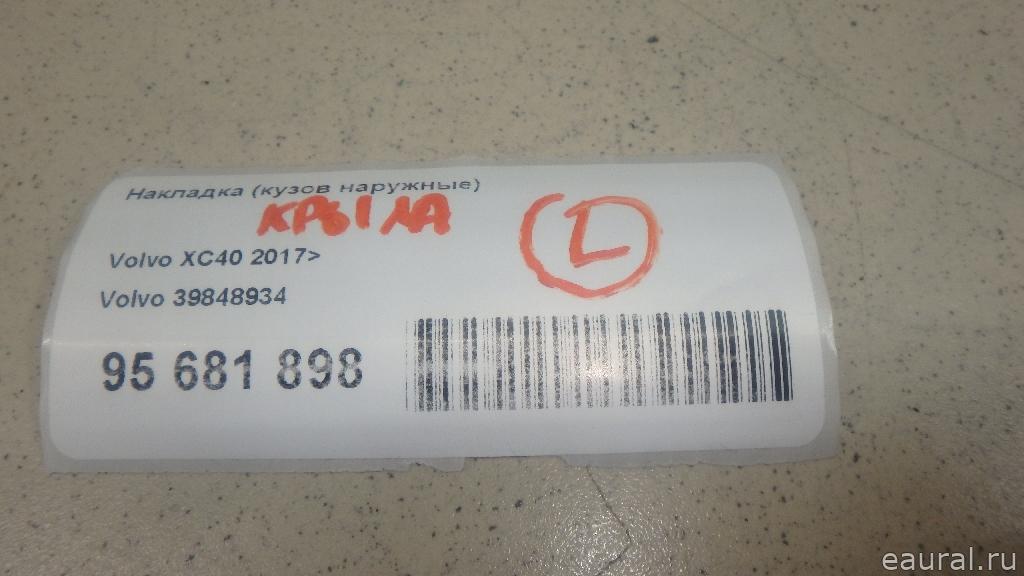 Накладка (кузов наружные)
крыла
L
Volvo XC40 2017>
Volvo 39848934
95 681 898
eaural.ru